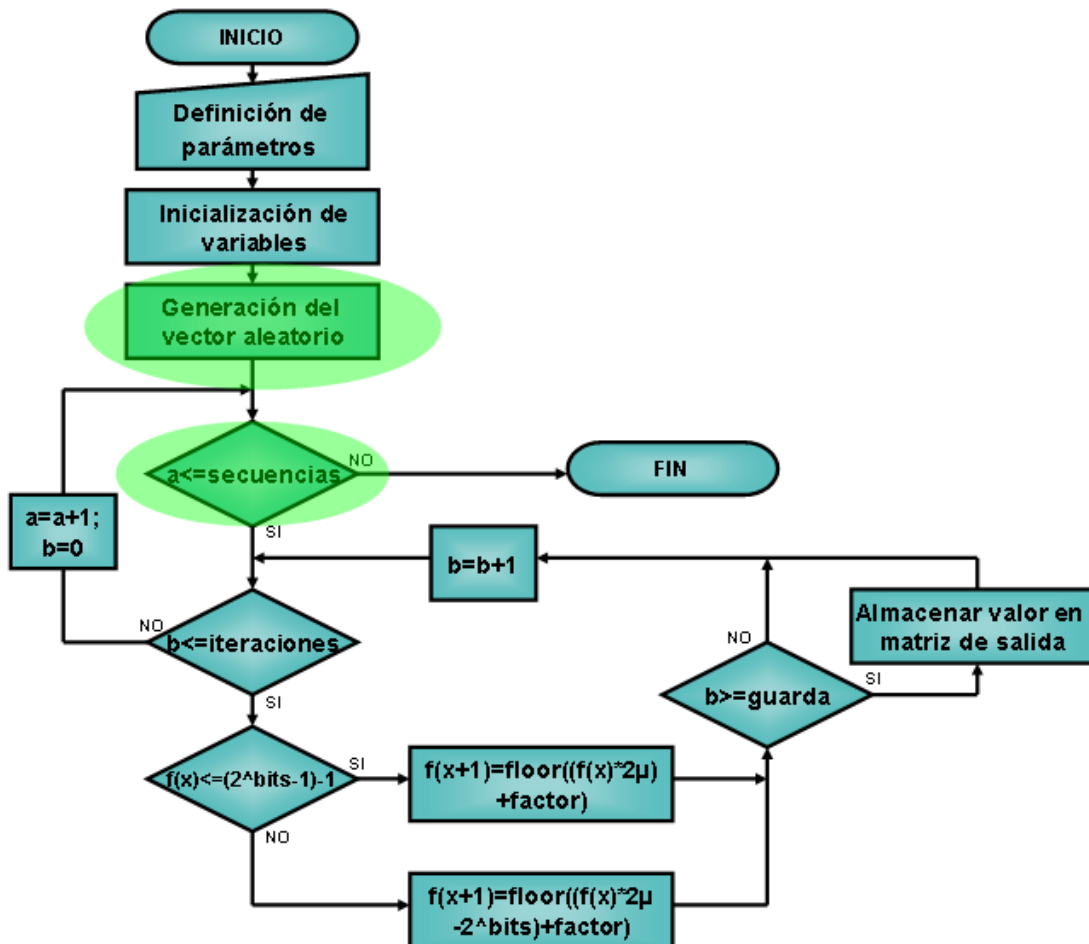 INICIO
Definición de
parámetros
Inicialización de
variables
Generación del
vector aleatorio
a<=secuencias
NO
FIN
SI
a=a+1;
b=0
b=b+1
NO
b<=iteraciones
SI
NO
b>=guarda
SI
Almacenar valor en
matriz de salida
f(x)<=(2^bits-1)-1
SI
f(x+1)=floor((f(x)*2µ)
+factor)
NO
f(x+1)=floor((f(x)*2µ
-2^bits)+factor)